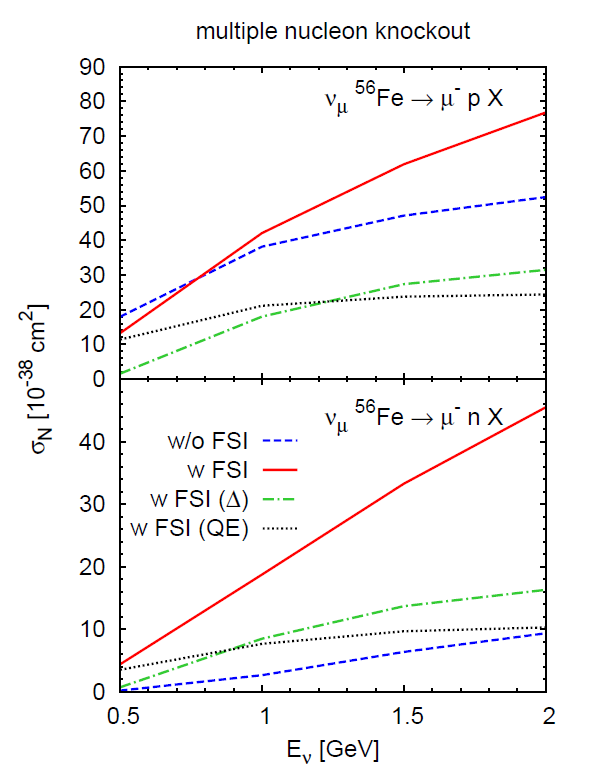 multiple nucleon knockout
90
80
70
60
50
40
30
20
10
0
νμ ⁵⁶Fe → μ⁻ p X
σN [10⁻³⁸ cm²]
40
30
20
10
0
νμ ⁵⁶Fe → μ⁻ n X
w/o FSI
w FSI
w FSI (Δ)
w FSI (QE)
0.5 1 1.5 2
Eν [GeV]